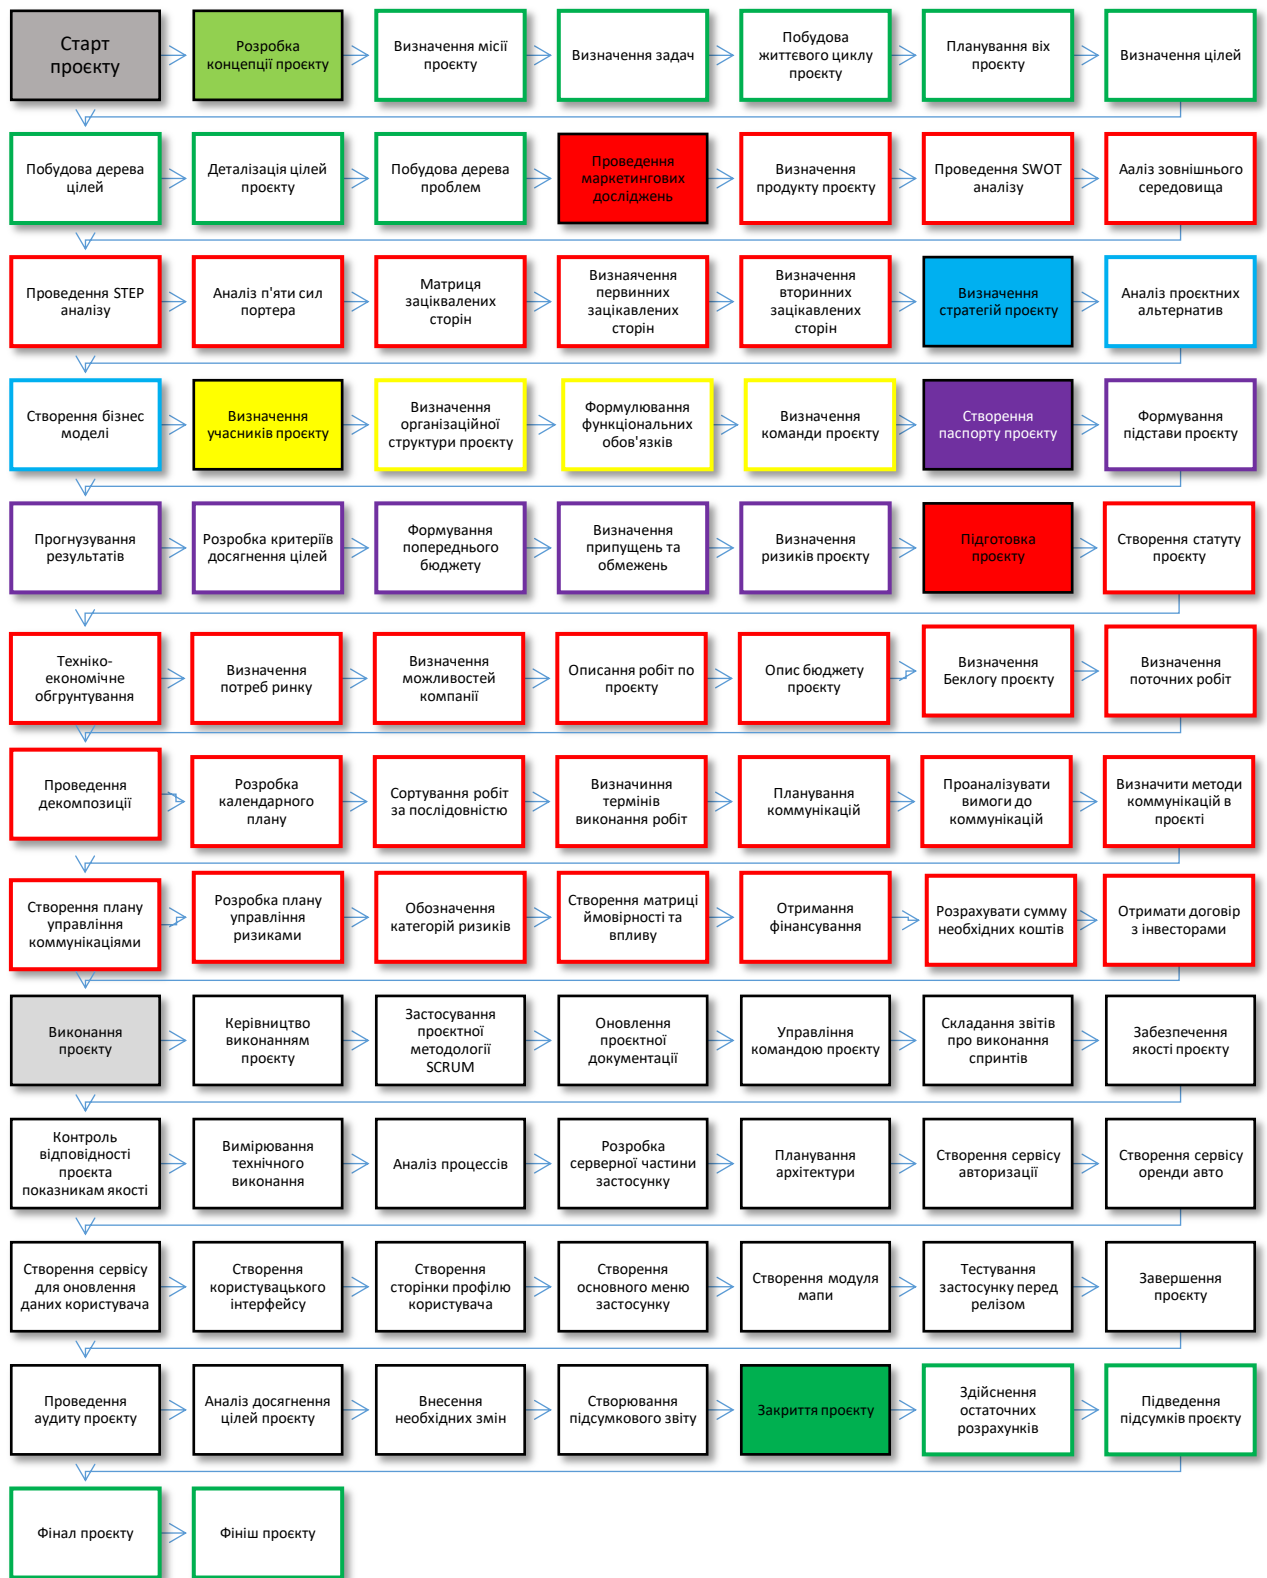 Старт
проєкту
Розробка
концепції проєкту
Визначення місії
проєкту
Визначення задач
Побудова
життєвого циклу
проєкту
Планування віх
проєкту
Визначення цілей
Побудова дерева
цілей
Деталізація цілей
проєкту
Побудова дерева
проблем
Проведення
маркетингових
досліджень
Визначення
продукту проєкту
Проведення SWOT
аналізу
Ааліз зовнішнього
середовища
Проведення STEP
аналізу
Аналіз п'яти сил
портера
Матриця
заціквалених
сторін
Визнаячення
первинних
зацікавлених
сторін
Визначення
вторинних
зацікавлених
сторін
Визначення
стратегій проєкту
Аналіз проєктних
альтернатив
Створення бізнес
моделі
Визначення
учасників проєкту
Визначення
організаційної
структури проєкту
Формулювання
функціональних
обов'язків
Визначення
команди проєкту
Створення
паспорту проєкту
Формування
підстави проєкту
Прогнузування
результатів
Розробка критеріїв
досягнення цілей
Формування
попереднього
бюджету
Визначення
припущень та
обмежень
Визначення
ризиків проєкту
Підготовка
проєкту
Створення статуту
проєкту
Техніко-
економічне
обгрунтування
Визначення
потреб ринку
Визначення
можливостей
компанії
Описання робіт по
проєкту
Опис бюджету
проєкту
Визначення
Беклогу проєкту
Визначення
поточних робіт
Проведення
декомпозиції
Розробка
календарного
плану
Сортування робіт
за послідовністю
Визначиння
термінів
виконання робіт
Планування
коммунікацій
Проаналізувати
вимоги до
коммунікацій
Визначити методи
коммунікацій в
проєкті
Створення плану
управління
коммунікаціями
Розробка плану
управління
ризиками
Обозначення
категорій ризиків
Створення матриці
ймовірності та
впливу
Отримання
фінансування
Розрахувати сумму
необхідних коштів
Отримати договір
з інвесторами
Виконання
проєкту
Керівництво
виконанням
проєкту
Застосування
проєктної
методології
SCRUM
Оновлення
проєктної
документації
Управління
командою проєкту
Складання звітів
про виконання
спринтів
Забезпечення
якості проєкту
Контроль
відповідності
проєкта
показникам якості
Вимірювання
технічного
виконання
Аналіз процессів
Розробка
серверної частини
застосунку
Планування
архітектури
Створення сервісу
авторизації
Створення сервісу
оренди авто
Створення сервісу
для оновлення
даних користувача
Створення
користувацького
інтерфейсу
Створення
сторінки профілю
користувача
Створення
основного меню
застосунку
Створення модуля
мапи
Тестування
застосунку перед
релізом
Завершення
проєкту
Проведення
аудиту проєкту
Аналіз досягнення
цілей проєкту
Внесення
необхідних змін
Створювання
підсумкового звіту
Закриття проєкту
Здійснення
остаточних
розрахунків
Підведення
підсумків проєкту
Фінал проєкту
Фініш проєкту